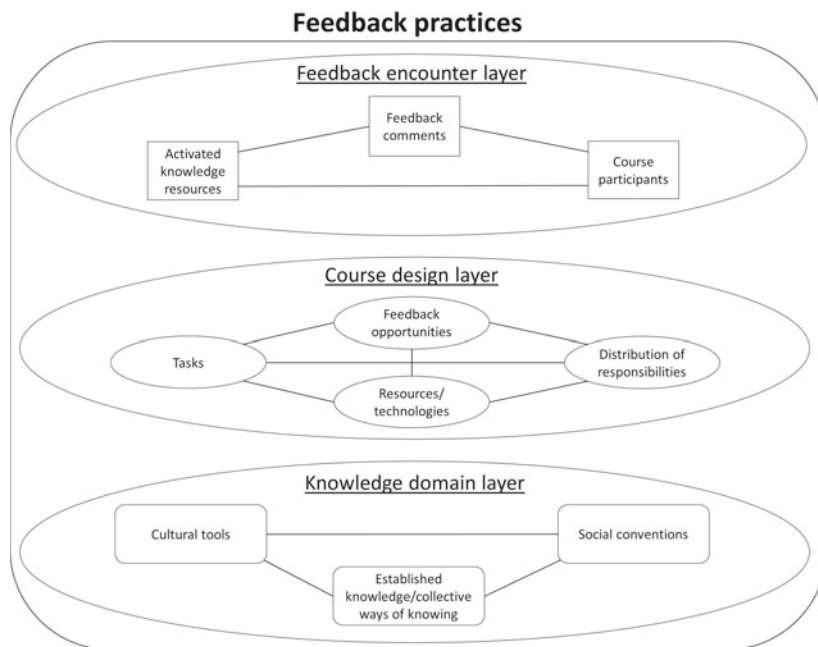 Feedback practices
Feedback encounter layer
Feedback
comments
Activated
knowledge
resources
Course
participants
Course design layer
Feedback
opportunities
Tasks
Distribution of
responsibilities
Resources/
technologies
Knowledge domain layer
Cultural tools
Social conventions
Established
knowledge/collective
ways of knowing